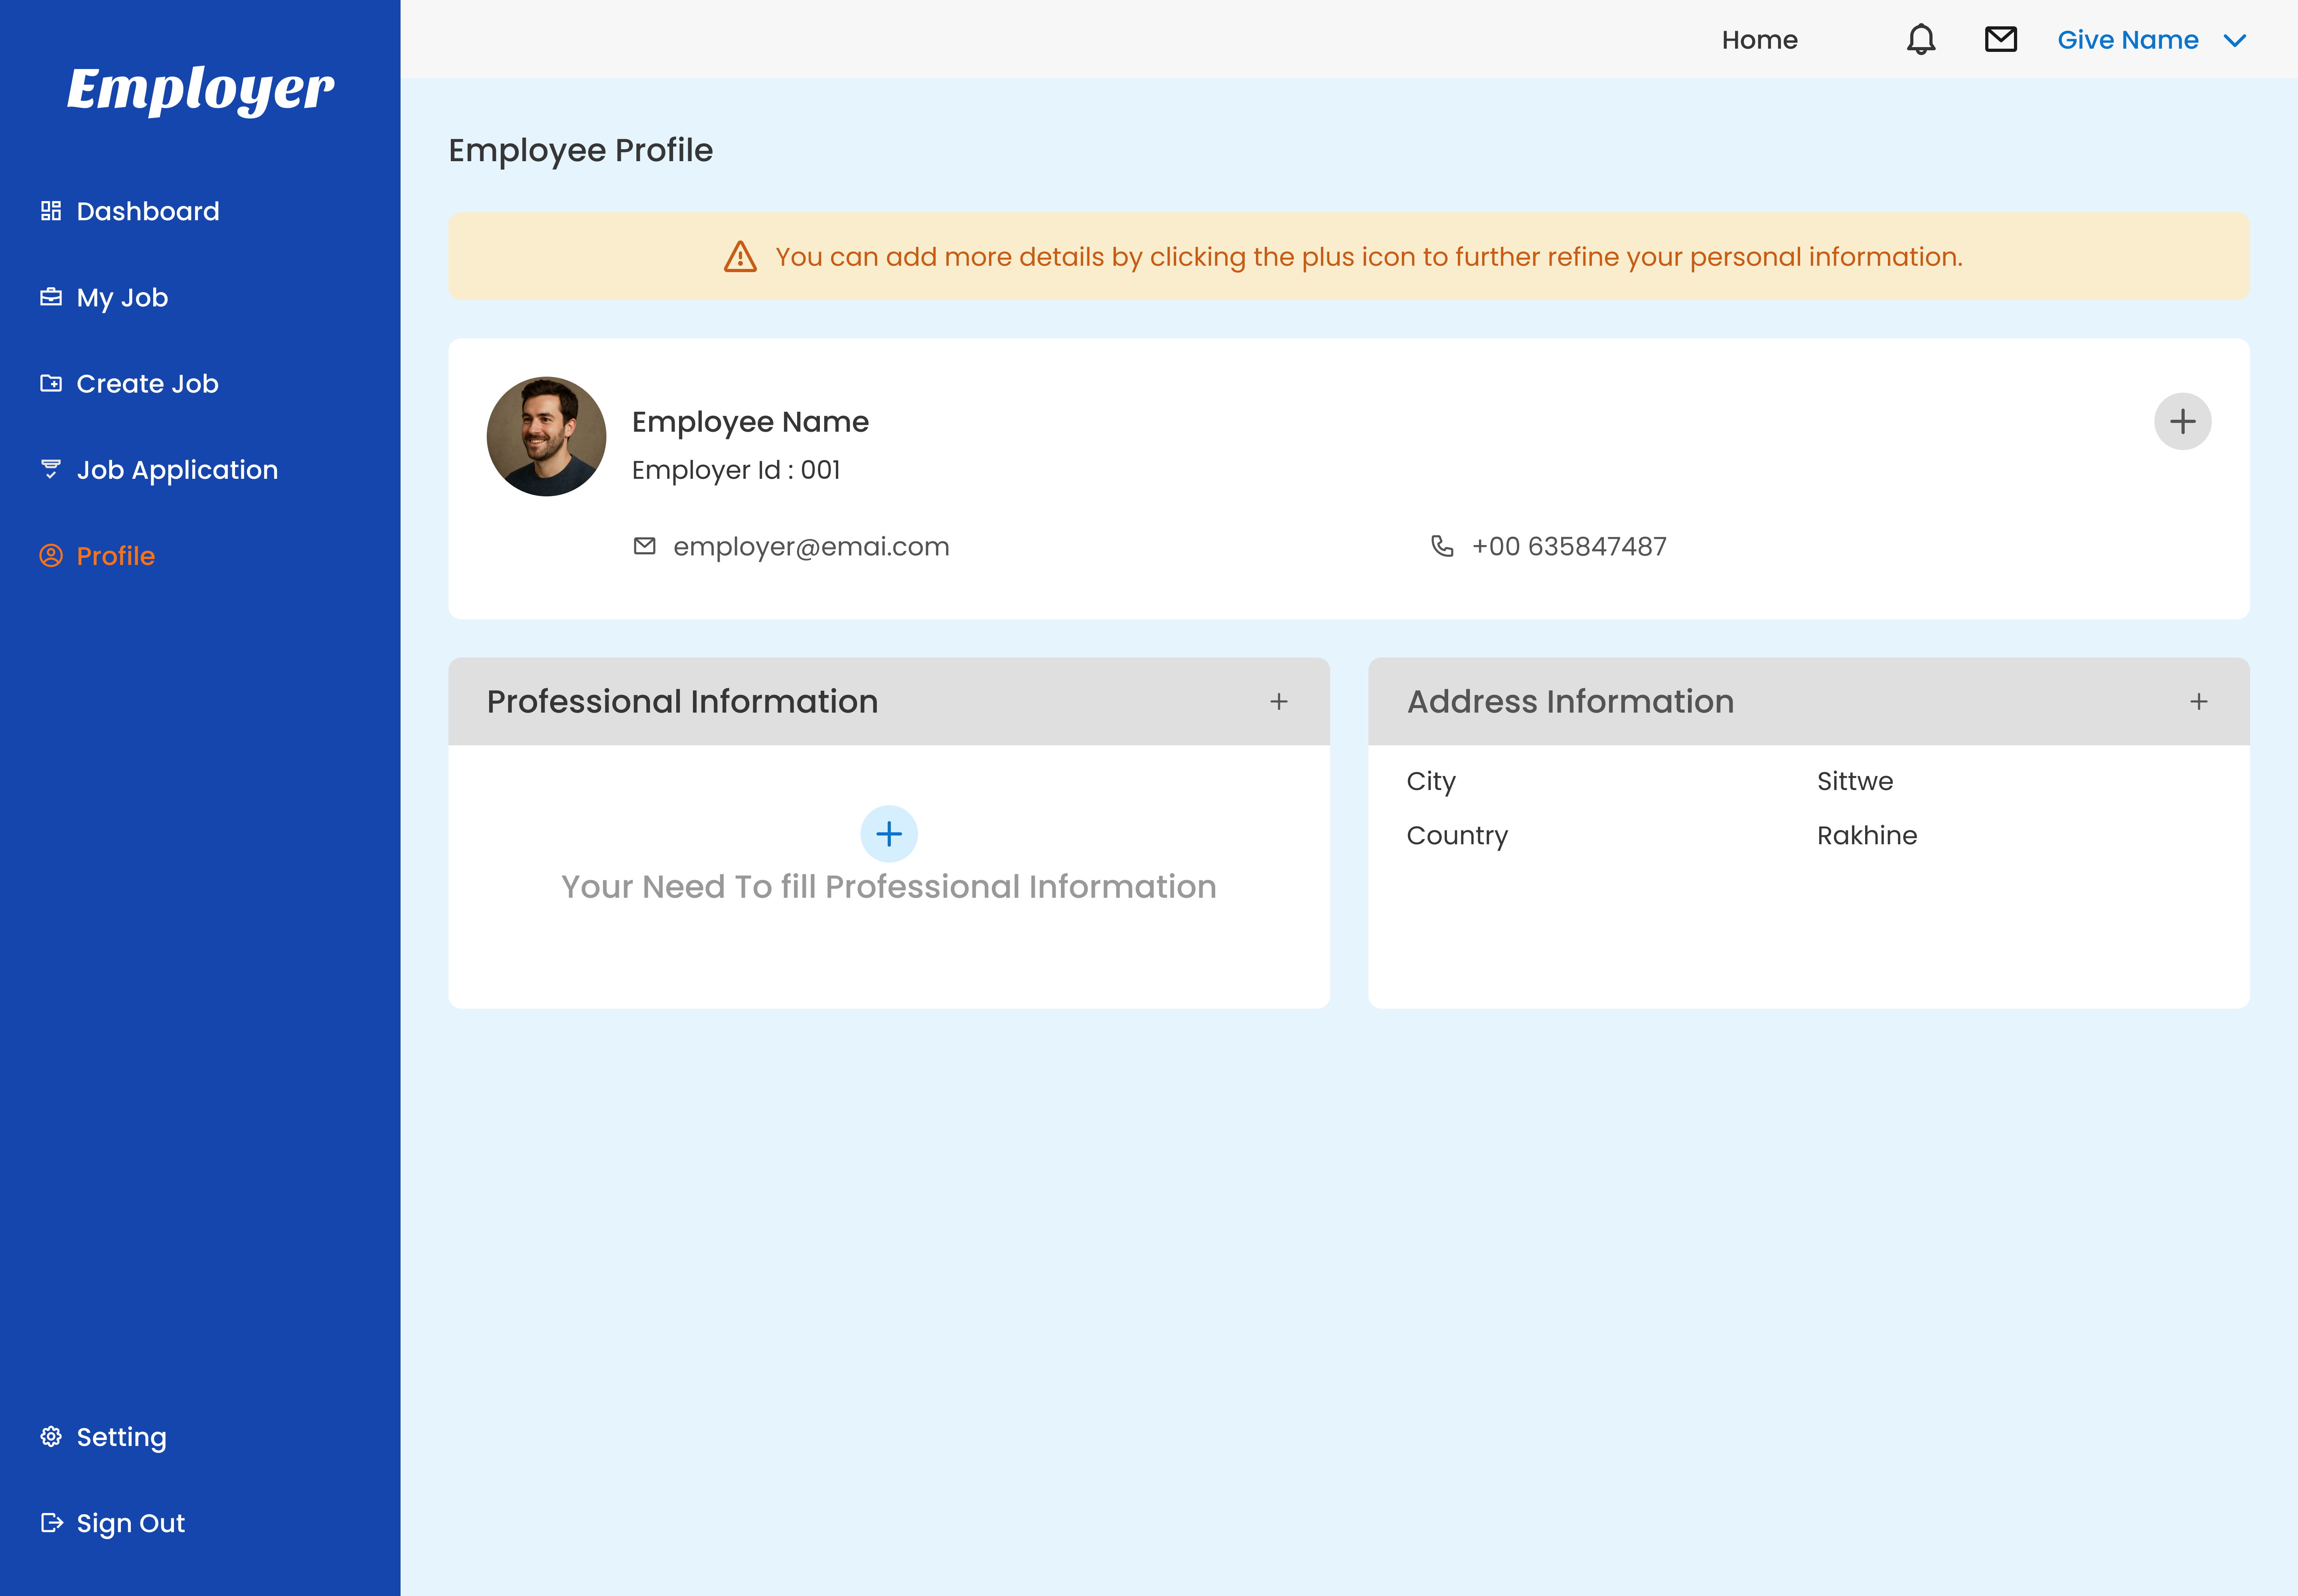 Employer
Dashboard
My Job
Create Job
Job Application
Profile
Setting
Sign Out
Home
Give Name
Employee Profile
You can add more details by clicking the plus icon to further refine your personal information.
Employee Name
Employer Id : 001
employer@emai.com
+00 635847487
Professional Information
Your Need To fill Professional Information
Address Information
City Sittwe
Country Rakhine